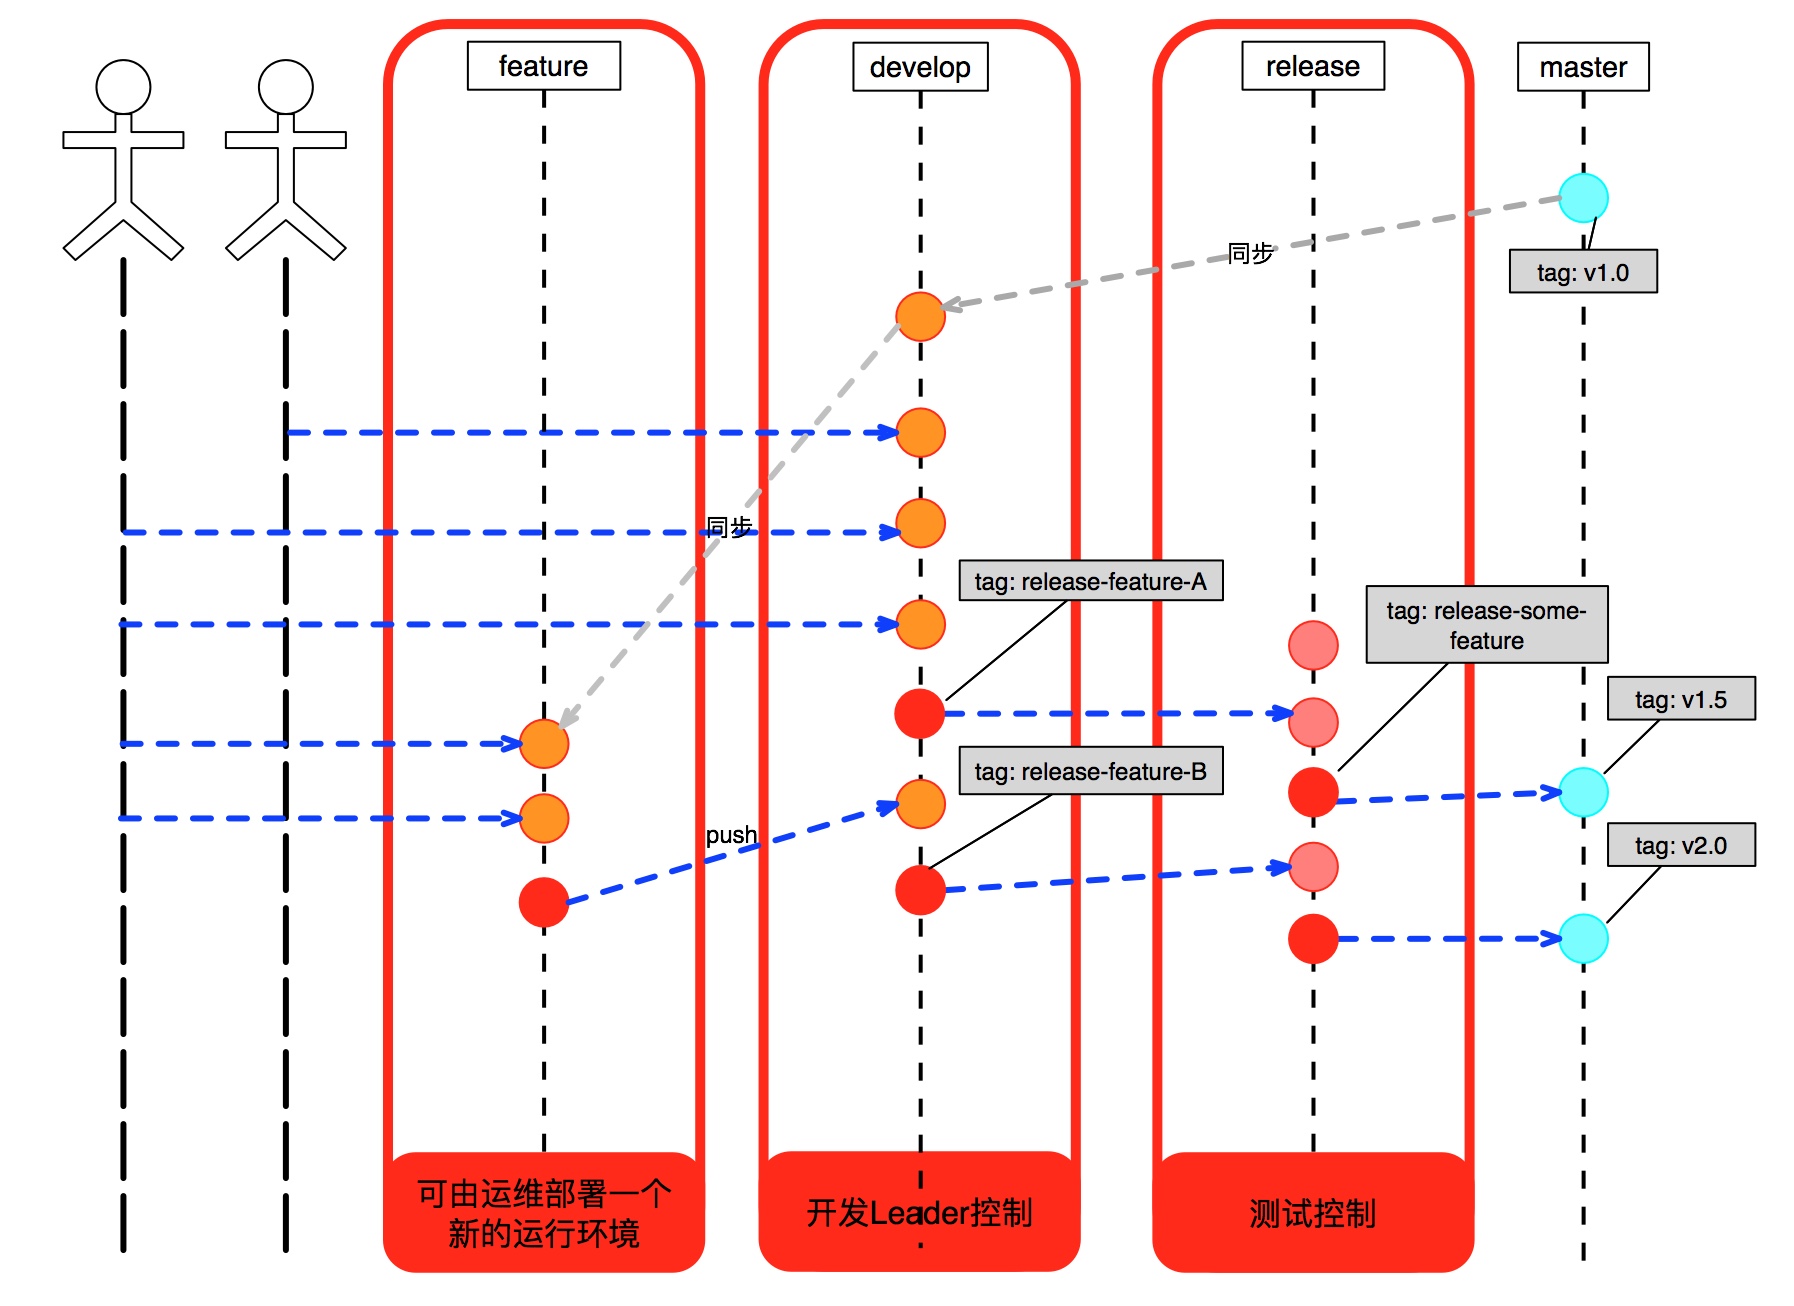 feature
develop
release
master
同步
tag: v1.0
同步
tag: release-feature-A
tag: release-some-
feature
tag: v1.5
tag: release-feature-B
push
tag: v2.0
可由运维部署一个
新的运行环境
开发Leader控制
测试控制